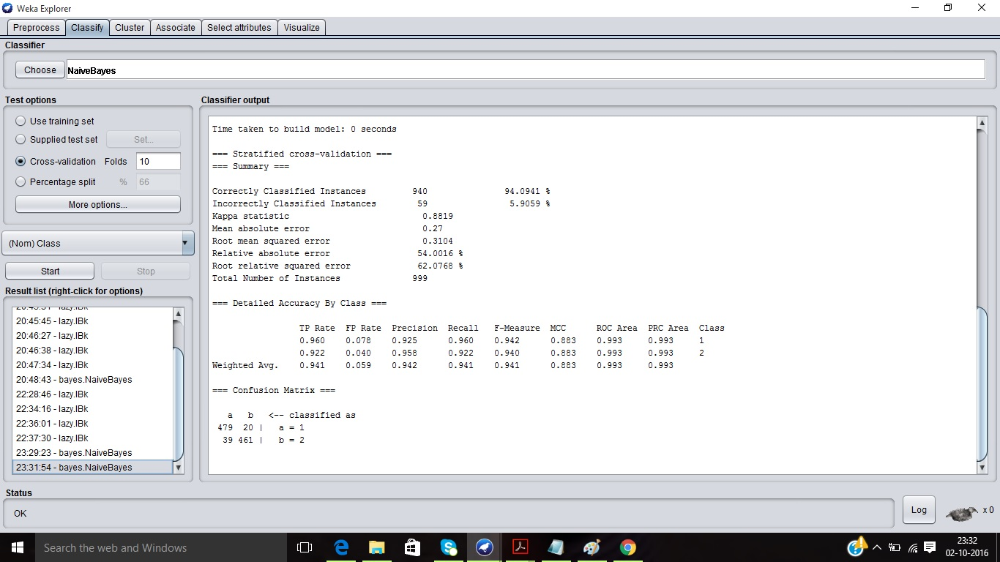 Weka Explorer
Preprocess Classify Cluster Associate Select attributes Visualize
Classifier
Choose NaiveBayes
Test options
Use training set
Supplied test set Set...
Cross-validation Folds 10
Percentage split % 66
More options...
(Nom) Class
Start Stop
Result list (right-click for options)
20:45:45 - lazy.IBk
20:46:27 - lazy.IBk
20:46:38 - lazy.IBk
20:47:34 - lazy.IBk
20:48:43 - bayes.NaiveBayes
22:28:46 - lazy.IBk
22:34:16 - lazy.IBk
22:36:01 - lazy.IBk
22:37:30 - lazy.IBk
23:29:23 - bayes.NaiveBayes
23:31:54 - bayes.NaiveBayes
Classifier output
Time taken to build model: 0 seconds
=== Stratified cross-validation ===
=== Summary ===
Correctly Classified Instances 940 94.0941 %
Incorrectly Classified Instances 59 5.9059 %
Kappa statistic 0.8819
Mean absolute error 0.27
Root mean squared error 0.3104
Relative absolute error 54.0016 %
Root relative squared error 62.0768 %
Total Number of Instances 999
=== Detailed Accuracy By Class ===
TP Rate FP Rate Precision Recall F-Measure MCC ROC Area PRC Area Class
0.960 0.078 0.925 0.960 0.942 0.883 0.993 0.993 1
0.922 0.040 0.958 0.922 0.940 0.883 0.993 0.993 2
Weighted Avg. 0.941 0.059 0.942 0.941 0.941 0.883 0.993 0.993
=== Confusion Matrix ===
a b <-- classified as
479 20 | a = 1
39 461 | b = 2
Status
OK
Log
x 0
Search the web and Windows
23:32
02-10-2016